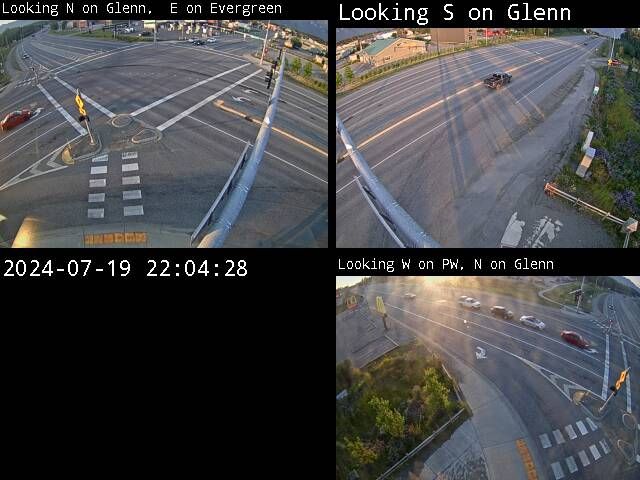 Looking N on Glenn,  E on Evergreen
Looking S on Glenn
2024-07-19 22:04:28
Looking W on PW, N on Glenn